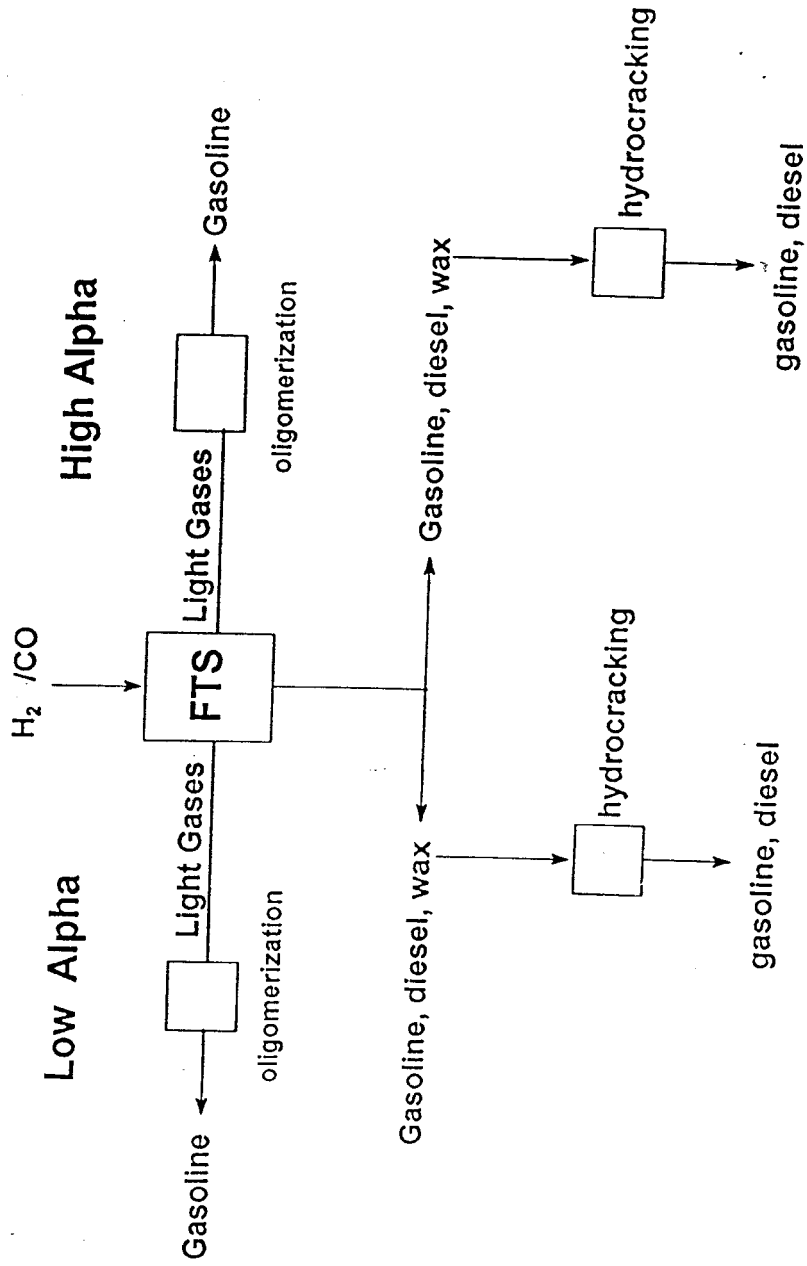 H₂ /CO
Low Alpha
High Alpha
Gasoline
Light Gases
FTS
Light Gases
Gasoline
oligomerization
oligomerization
Gasoline, diesel, wax
Gasoline, diesel, wax
hydrocracking
hydrocracking
gasoline, diesel
gasoline, diesel